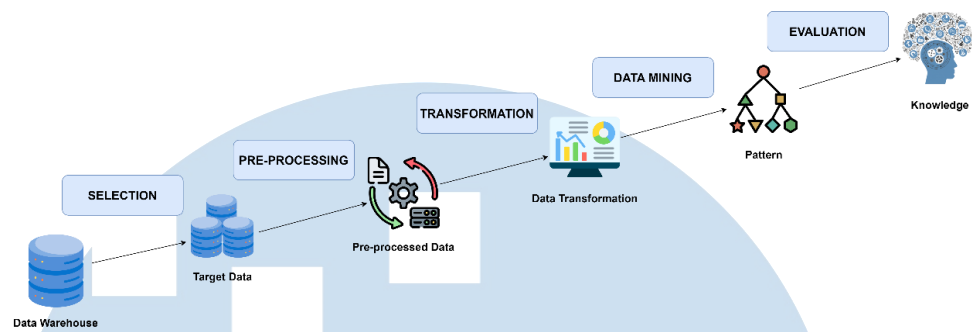 EVALUATION
DATA MINING
Knowledge
TRANSFORMATION
Pattern
PRE-PROCESSING
Data Transformation
SELECTION
Pre-processed Data
Target Data
Data Warehouse